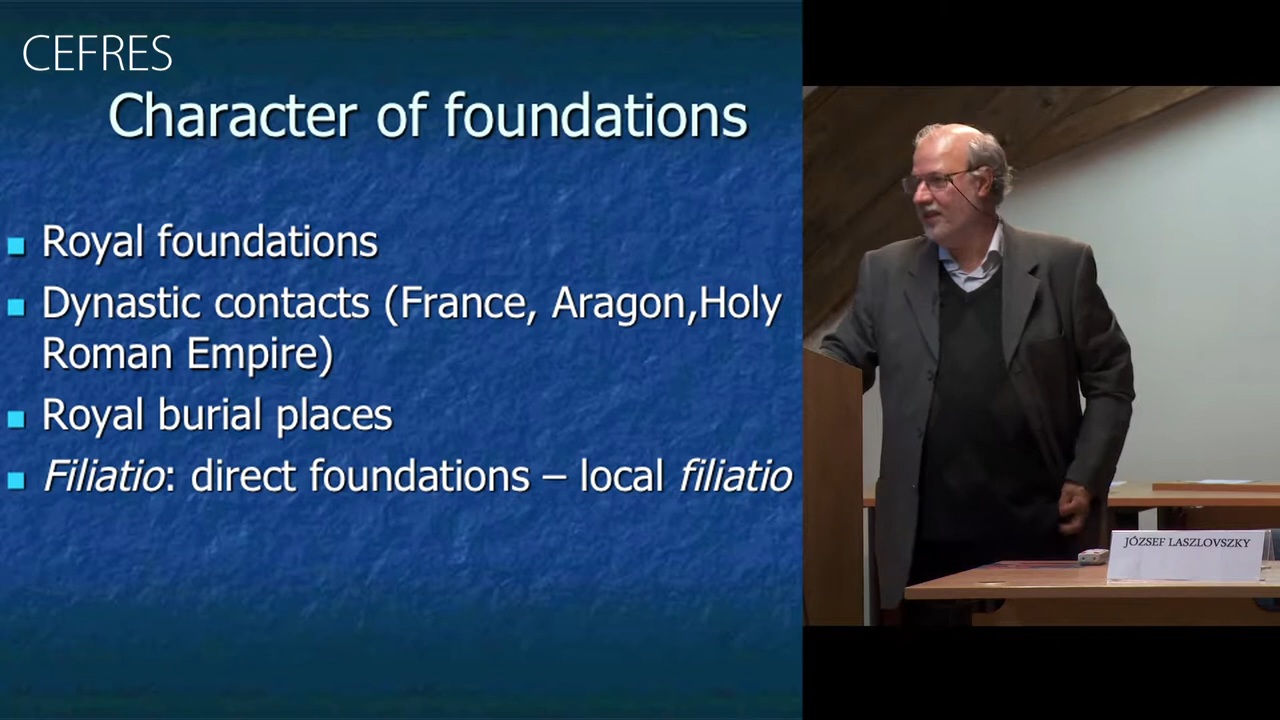 CEFRES
Character of foundations
Royal foundations
Dynastic contacts (France, Aragon,Holy
Roman Empire)
Royal burial places
Filiatio: direct foundations – local filiatio
JÓZSEF LASZLOVSZKY